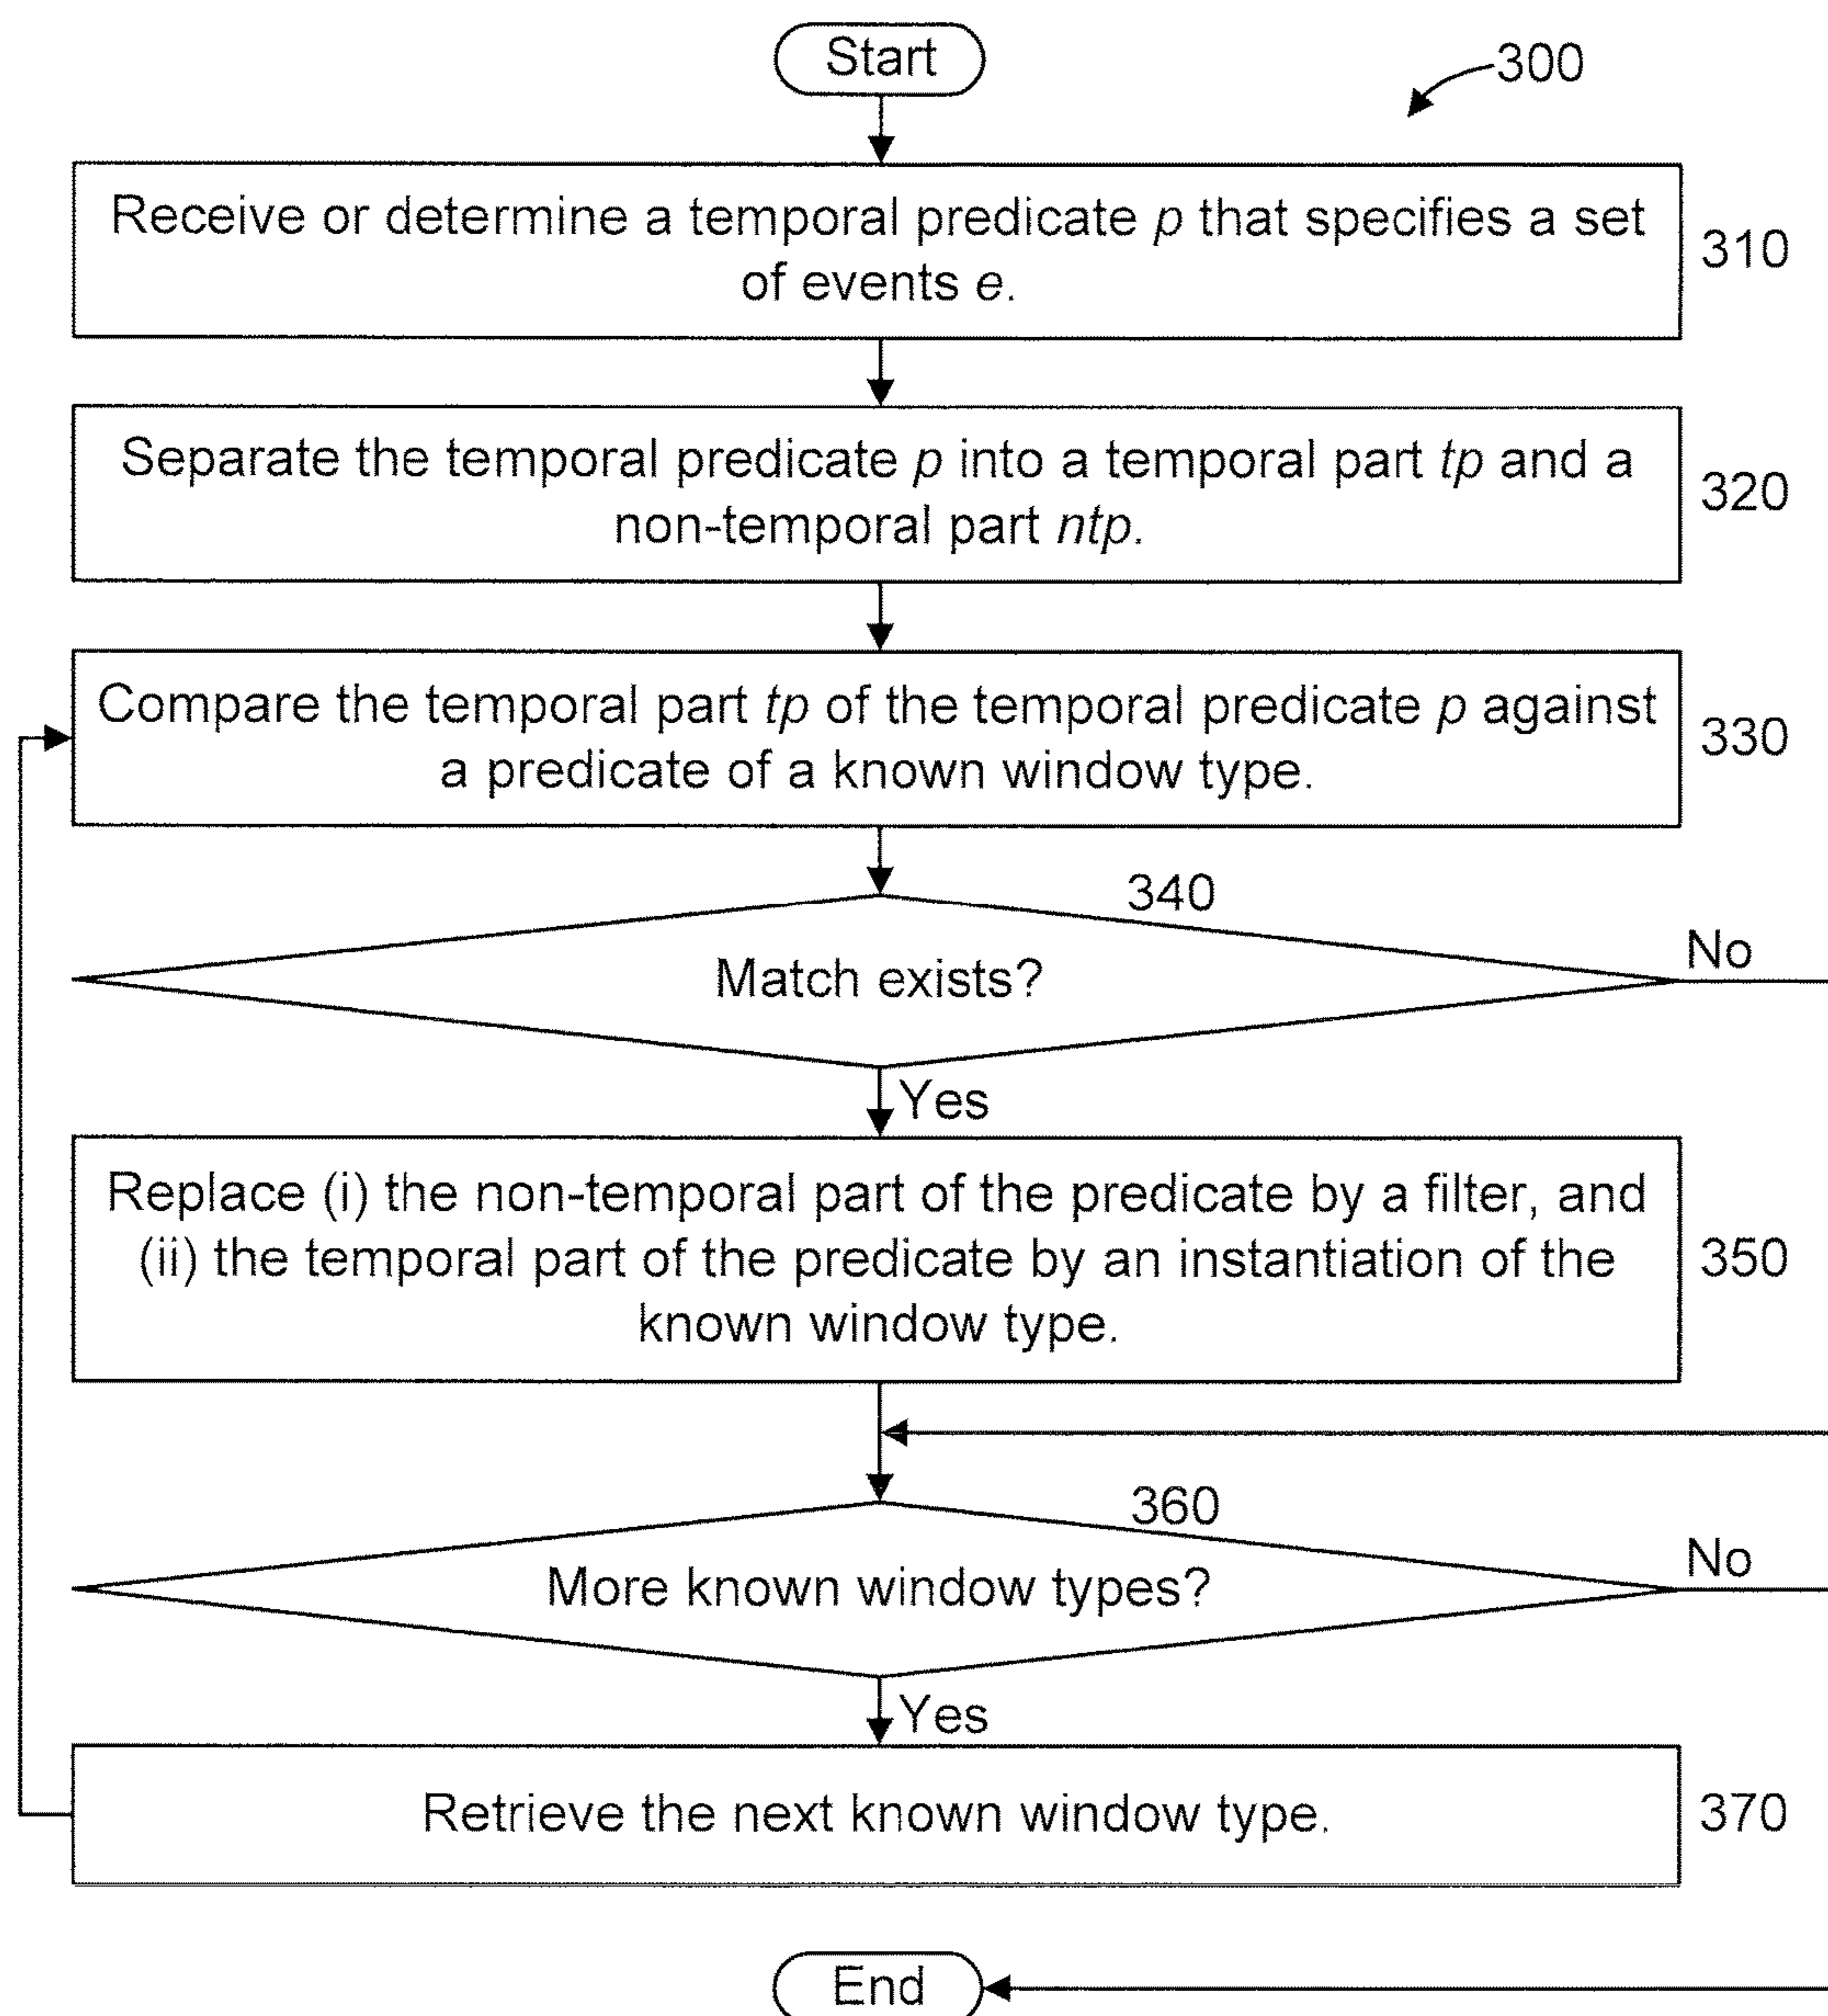 Start
300
Receive or determine a temporal predicate p that specifies a set
of events e.
310
Separate the temporal predicate p into a temporal part tp and a
non-temporal part ntp.
320
Compare the temporal part tp of the temporal predicate p against
a predicate of a known window type.
330
340
Match exists?
No
Yes
Replace (i) the non-temporal part of the predicate by a filter, and
(ii) the temporal part of the predicate by an instantiation of the
known window type.
350
360
More known window types?
No
Yes
Retrieve the next known window type.
370
End